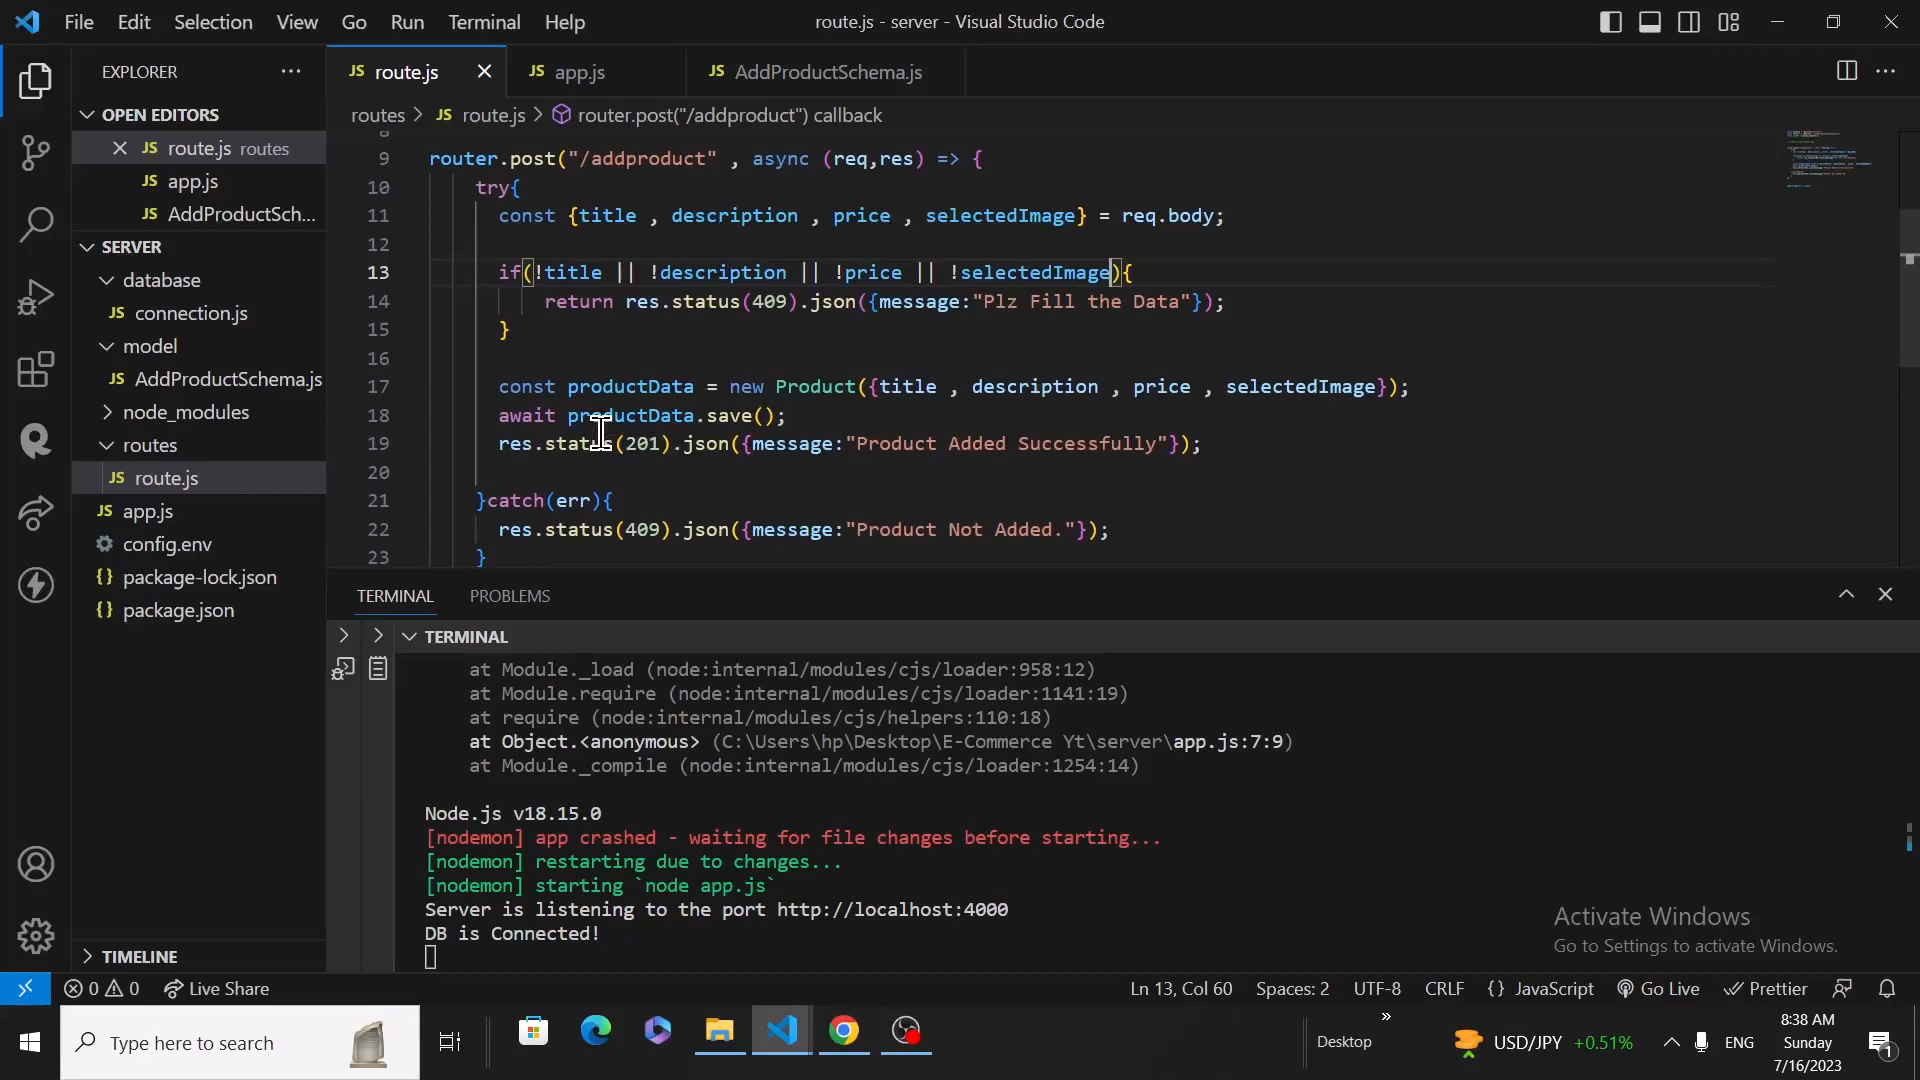 File Edit Selection View Go Run Terminal Help
route.js - server - Visual Studio Code
EXPLORER
OPEN EDITORS
JS route.js routes
JS app.js
JS AddProductSch...
SERVER
database
JS connection.js
model
JS AddProductSchema.js
node_modules
routes
JS route.js
JS app.js
config.env
{} package-lock.json
{} package.json
TIMELINE
JS route.js
JS app.js
JS AddProductSchema.js
routes > JS route.js > router.post("/addproduct") callback
8
9 router.post("/addproduct" , async (req,res) => {
10 try{
11 const {title , description , price , selectedImage} = req.body;
12
13 if(!title || !description || !price || !selectedImage){
14 return res.status(409).json({message:"Plz Fill the Data"});
15 }
16
17 const productData = new Product({title , description , price , selectedImage});
18 await productData.save();
19 res.status(201).json({message:"Product Added Successfully"});
20
21 }catch(err){
22 res.status(409).json({message:"Product Not Added."});
23 }
TERMINAL PROBLEMS
TERMINAL
at Module._load (node:internal/modules/cjs/loader:958:12)
at Module.require (node:internal/modules/cjs/loader:1141:19)
at require (node:internal/modules/cjs/helpers:110:18)
at Object.<anonymous> (C:\Users\hp\Desktop\E-Commerce Yt\server\app.js:7:9)
at Module._compile (node:internal/modules/cjs/loader:1254:14)
Node.js v18.15.0
[nodemon] app crashed - waiting for file changes before starting...
[nodemon] restarting due to changes...
[nodemon] starting `node app.js`
Server is listening to the port http://localhost:4000
DB is Connected!
Activate Windows
Go to Settings to activate Windows.
0 0 Live Share
Ln 13, Col 60 Spaces: 2 UTF-8 CRLF {} JavaScript Go Live Prettier
Type here to search
Desktop
USD/JPY +0.51%
ENG
8:38 AM
Sunday
7/16/2023
1